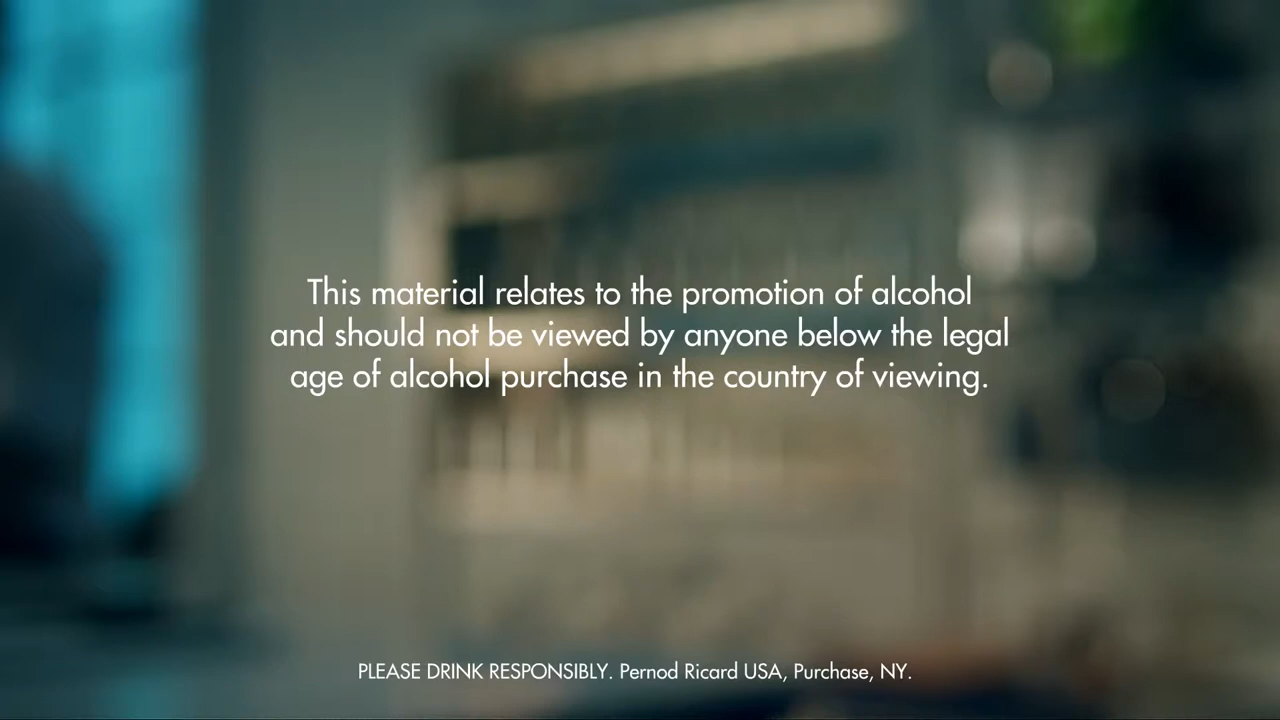 This material relates to the promotion of alcohol
and should not be viewed by anyone below the legal
age of alcohol purchase in the country of viewing.
PLEASE DRINK RESPONSIBLY. Pernod Ricard USA, Purchase, NY.